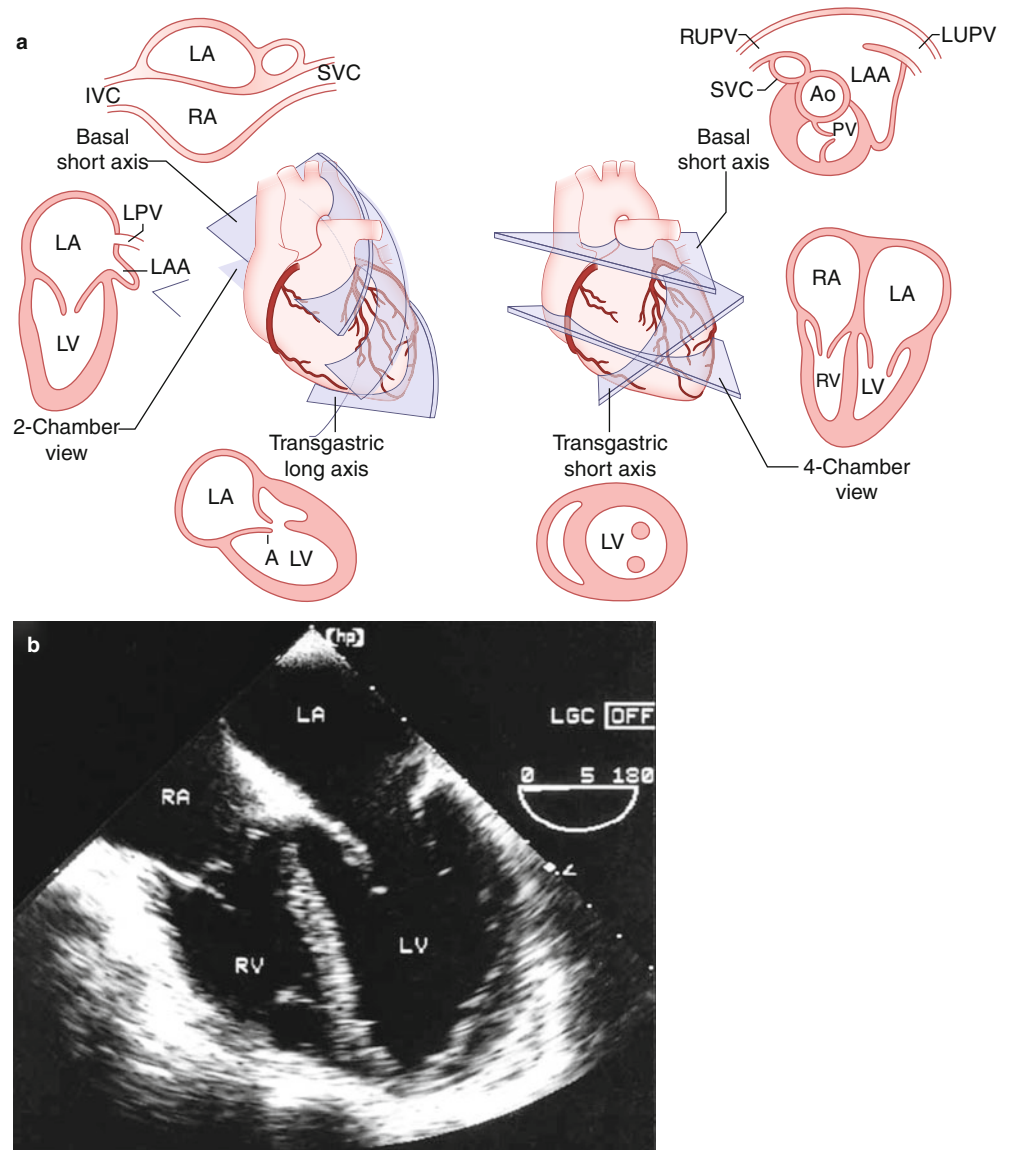 a
LA
SVC
IVC
RA
Basal
short axis
LPV
LA
LAA
LV
2-Chamber
view
Transgastric
long axis
LA
A
LV
RUPV
LUPV
SVC
LAA
Ao
PV
Basal
short axis
RA
LA
RV
LV
Transgastric
short axis
4-Chamber
view
LV
b
(hp)
LA
LGC OFF
0 5 180
RA
LV
RV